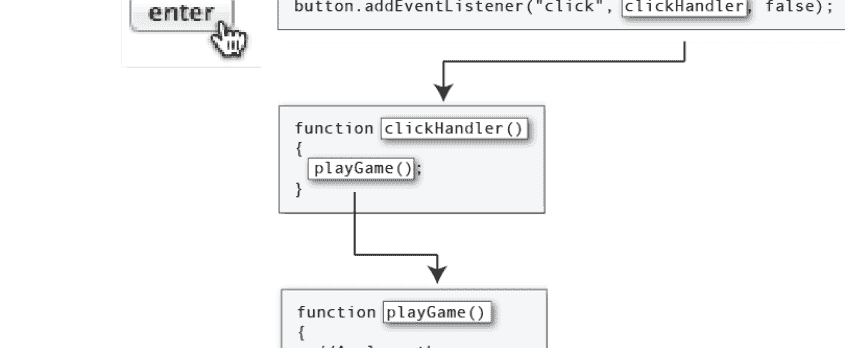 enter
button.addEventListener("click", clickHandler, false);
function clickHandler()
{
playGame();
}
function playGame()
{